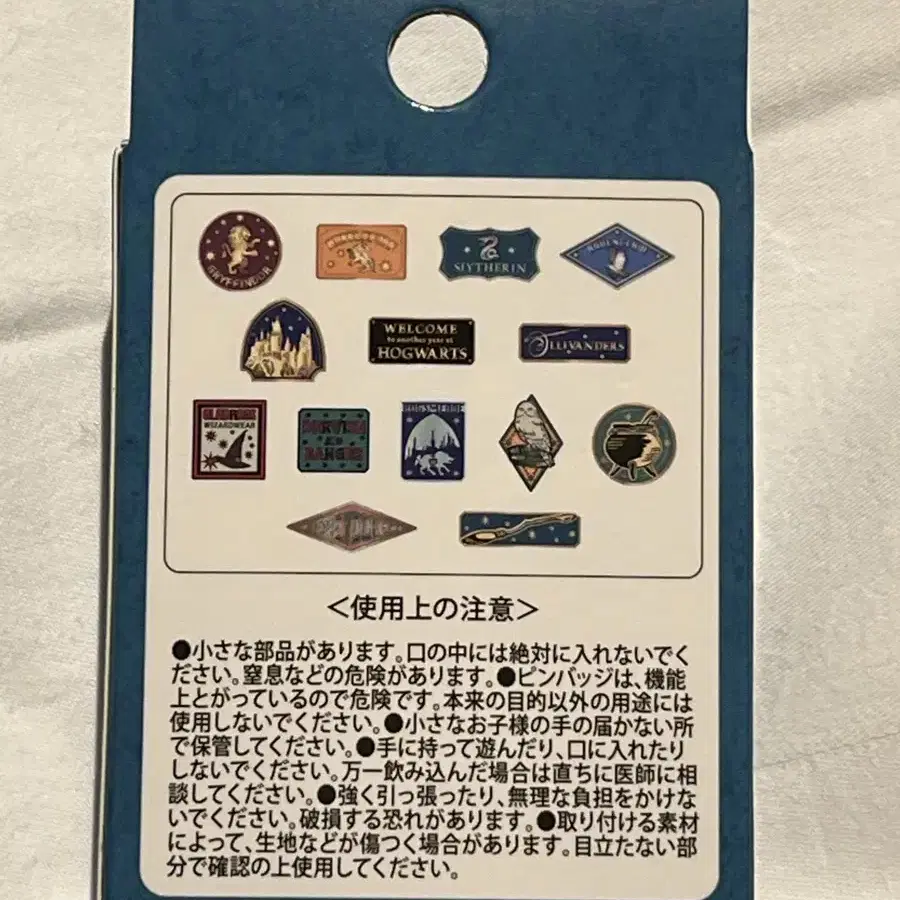 GRYFFINDOR
SLYTHERIN
WELCOME
to another year at
HOGWARTS
OLLIVANDERS
WIZARDWEAR
HOGSMEADE
＜使用上の注意＞
●小さな部品があります。口の中には絶対に入れないでく
ださい。窒息などの危険があります。●ピンバッジは、機能
上とがっているので危険です。本来の目的以外の用途には
使用しないでください。●小さなお子様の手の届かない所
で保管してください。●手に持って遊んだり、口に入れたり
しないでください。万一飲み込んだ場合は直ちに医師に相
談してください。●強く引っ張ったり、無理な負担をかけな
いでください。破損する恐れがあります。●取り付ける素材
によって、生地などが傷つく場合があります。目立たない部
分で確認の上使用してください。